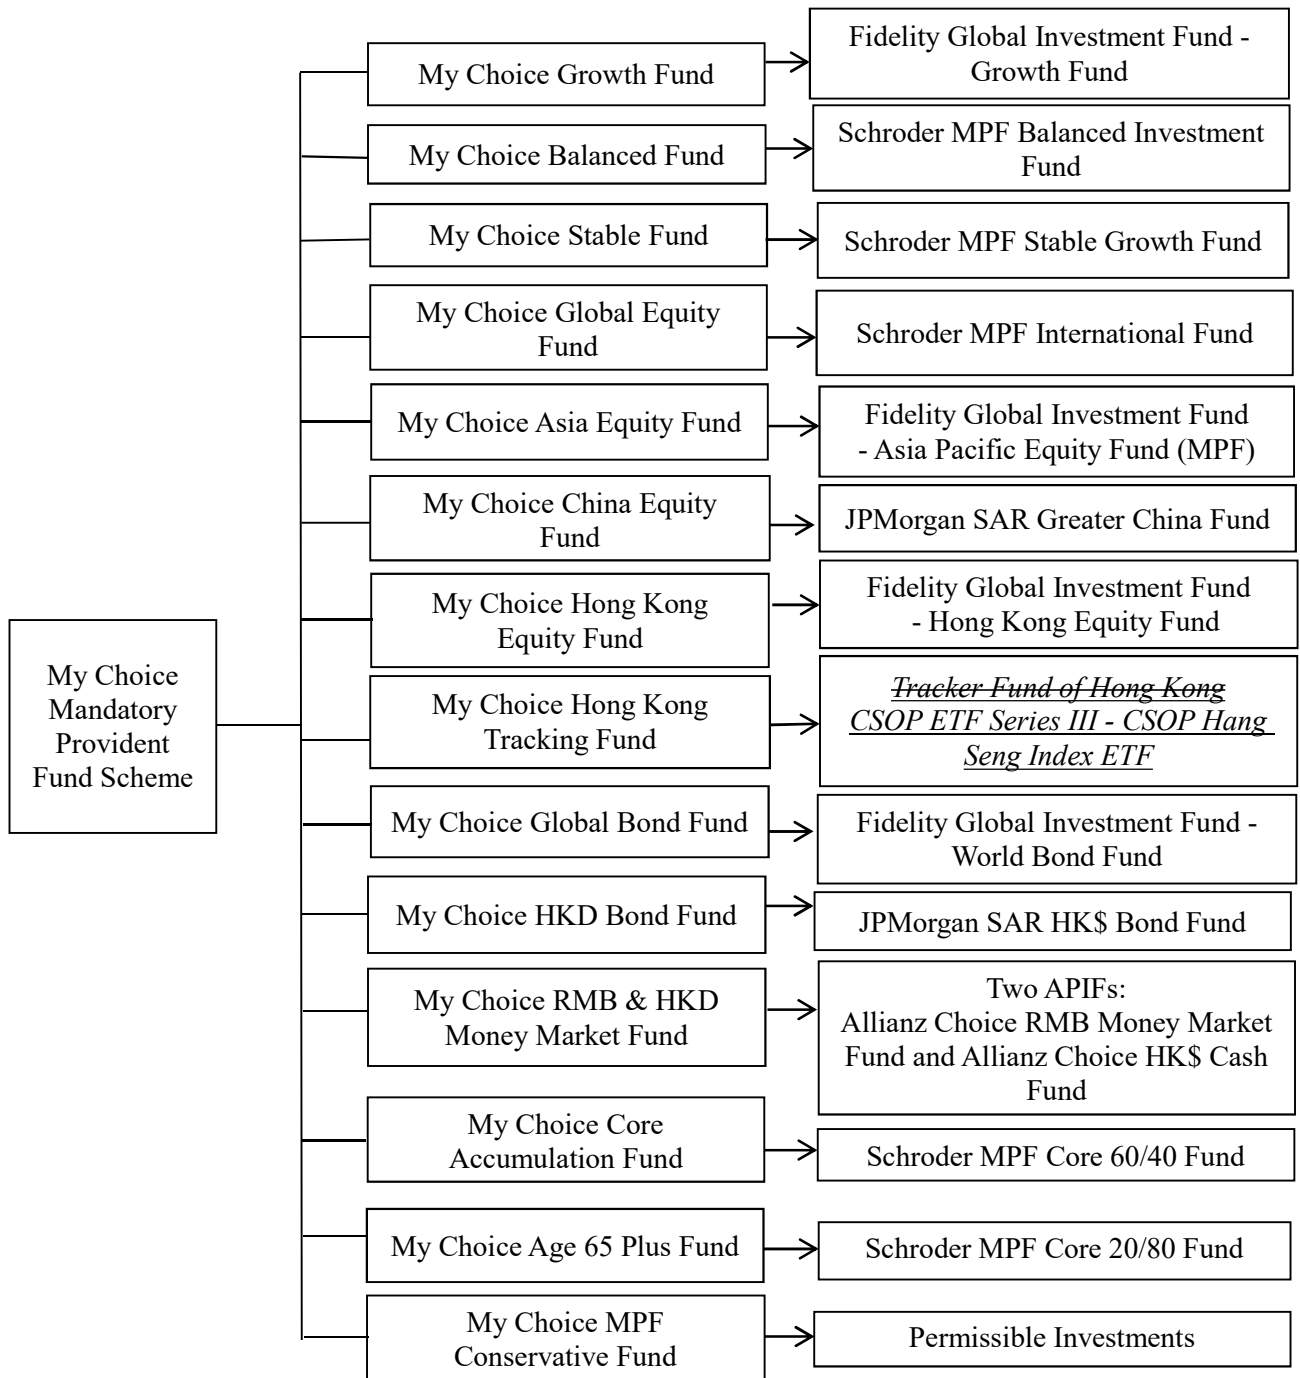 My Choice
Mandatory
Provident
Fund Scheme
My Choice Growth Fund
Fidelity Global Investment Fund -
Growth Fund
My Choice Balanced Fund
Schroder MPF Balanced Investment
Fund
My Choice Stable Fund
Schroder MPF Stable Growth Fund
My Choice Global Equity
Fund
Schroder MPF International Fund
My Choice Asia Equity Fund
Fidelity Global Investment Fund
- Asia Pacific Equity Fund (MPF)
My Choice China Equity
Fund
JPMorgan SAR Greater China Fund
My Choice Hong Kong
Equity Fund
Fidelity Global Investment Fund
- Hong Kong Equity Fund
My Choice Hong Kong
Tracking Fund
Tracker Fund of Hong Kong
CSOP ETF Series III - CSOP Hang
Seng Index ETF
My Choice Global Bond Fund
Fidelity Global Investment Fund -
World Bond Fund
My Choice HKD Bond Fund
JPMorgan SAR HK$ Bond Fund
My Choice RMB & HKD
Money Market Fund
Two APIFs:
Allianz Choice RMB Money Market
Fund and Allianz Choice HK$ Cash
Fund
My Choice Core
Accumulation Fund
Schroder MPF Core 60/40 Fund
My Choice Age 65 Plus Fund
Schroder MPF Core 20/80 Fund
My Choice MPF
Conservative Fund
Permissible Investments